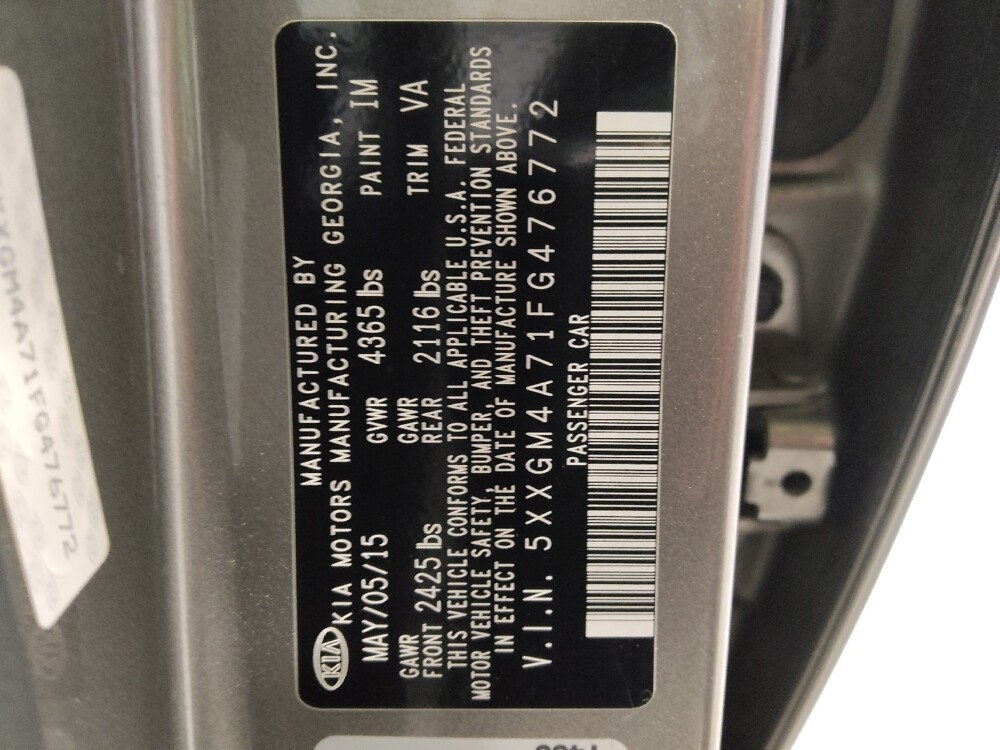 MANUFACTURED BY
KIA KIA MOTORS MANUFACTURING GEORGIA, INC.
MAY/05/15 GVWR 4365 lbs PAINT IM
GAWR FRONT 2425 lbs GAWR REAR 2116 lbs TRIM VA
THIS VEHICLE CONFORMS TO ALL APPLICABLE U.S.A. FEDERAL
MOTOR VEHICLE SAFETY, BUMPER, AND THEFT PREVENTION STANDARDS
IN EFFECT ON THE DATE OF MANUFACTURE SHOWN ABOVE.
V.I.N. 5XXGM4A71FG476772
PASSENGER CAR